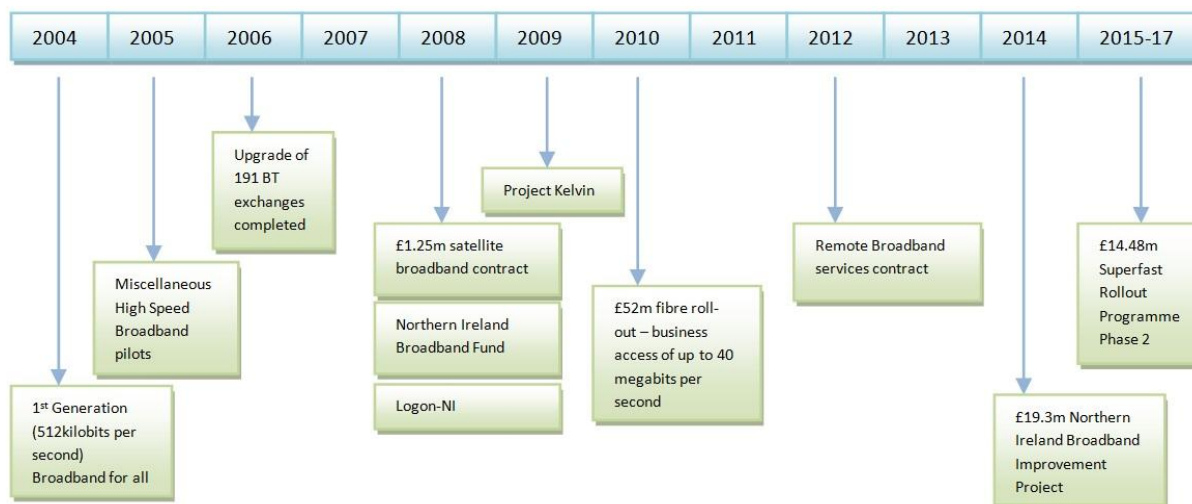 2004 2005 2006 2007 2008 2009 2010 2011 2012 2013 2014 2015-17
1st Generation
(512kilobits per
second)
Broadband for all
Miscellaneous
High Speed
Broadband
pilots
Upgrade of
191 BT
exchanges
completed
£1.25m satellite
broadband contract
Northern Ireland
Broadband Fund
Logon-NI
Project Kelvin
£52m fibre roll-
out – business
access of up to 40
megabits per
second
Remote Broadband
services contract
£19.3m Northern
Ireland Broadband
Improvement
Project
£14.48m
Superfast
Rollout
Programme
Phase 2